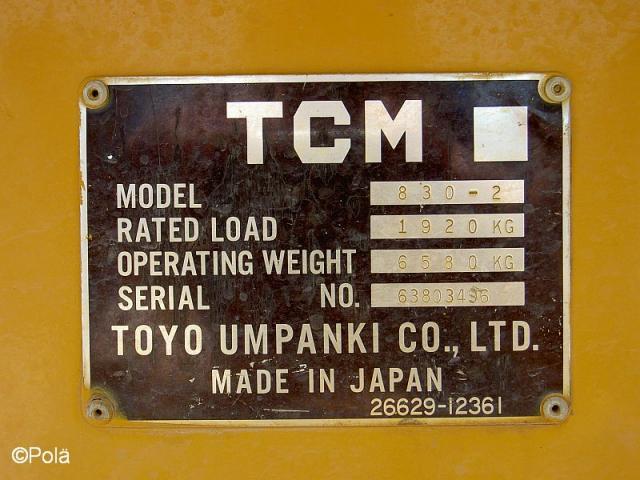 TCM
MODEL 830-2
RATED LOAD 1920 KG
OPERATING WEIGHT 6580 KG
SERIAL NO. 63803496
TOYO UMPANKI CO., LTD.
MADE IN JAPAN
26629-12361
©Polä